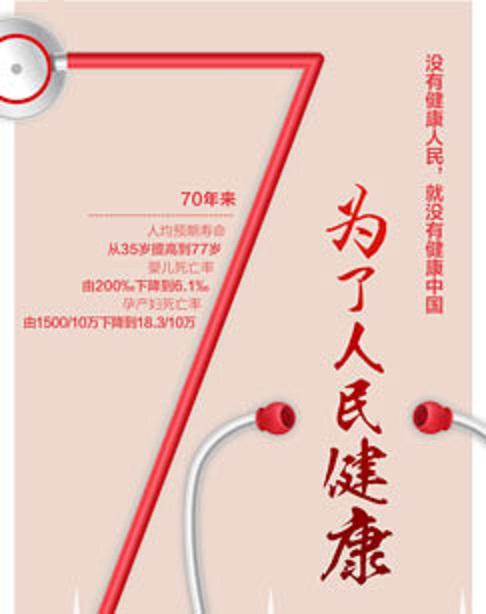 没有健康人民，就没有健康中国
为了人民健康
70年来
人均预期寿命
从35岁提高到77岁
婴儿死亡率
由200‰下降到6.1‰
孕产妇死亡率
由1500/10万下降到18.3/10万